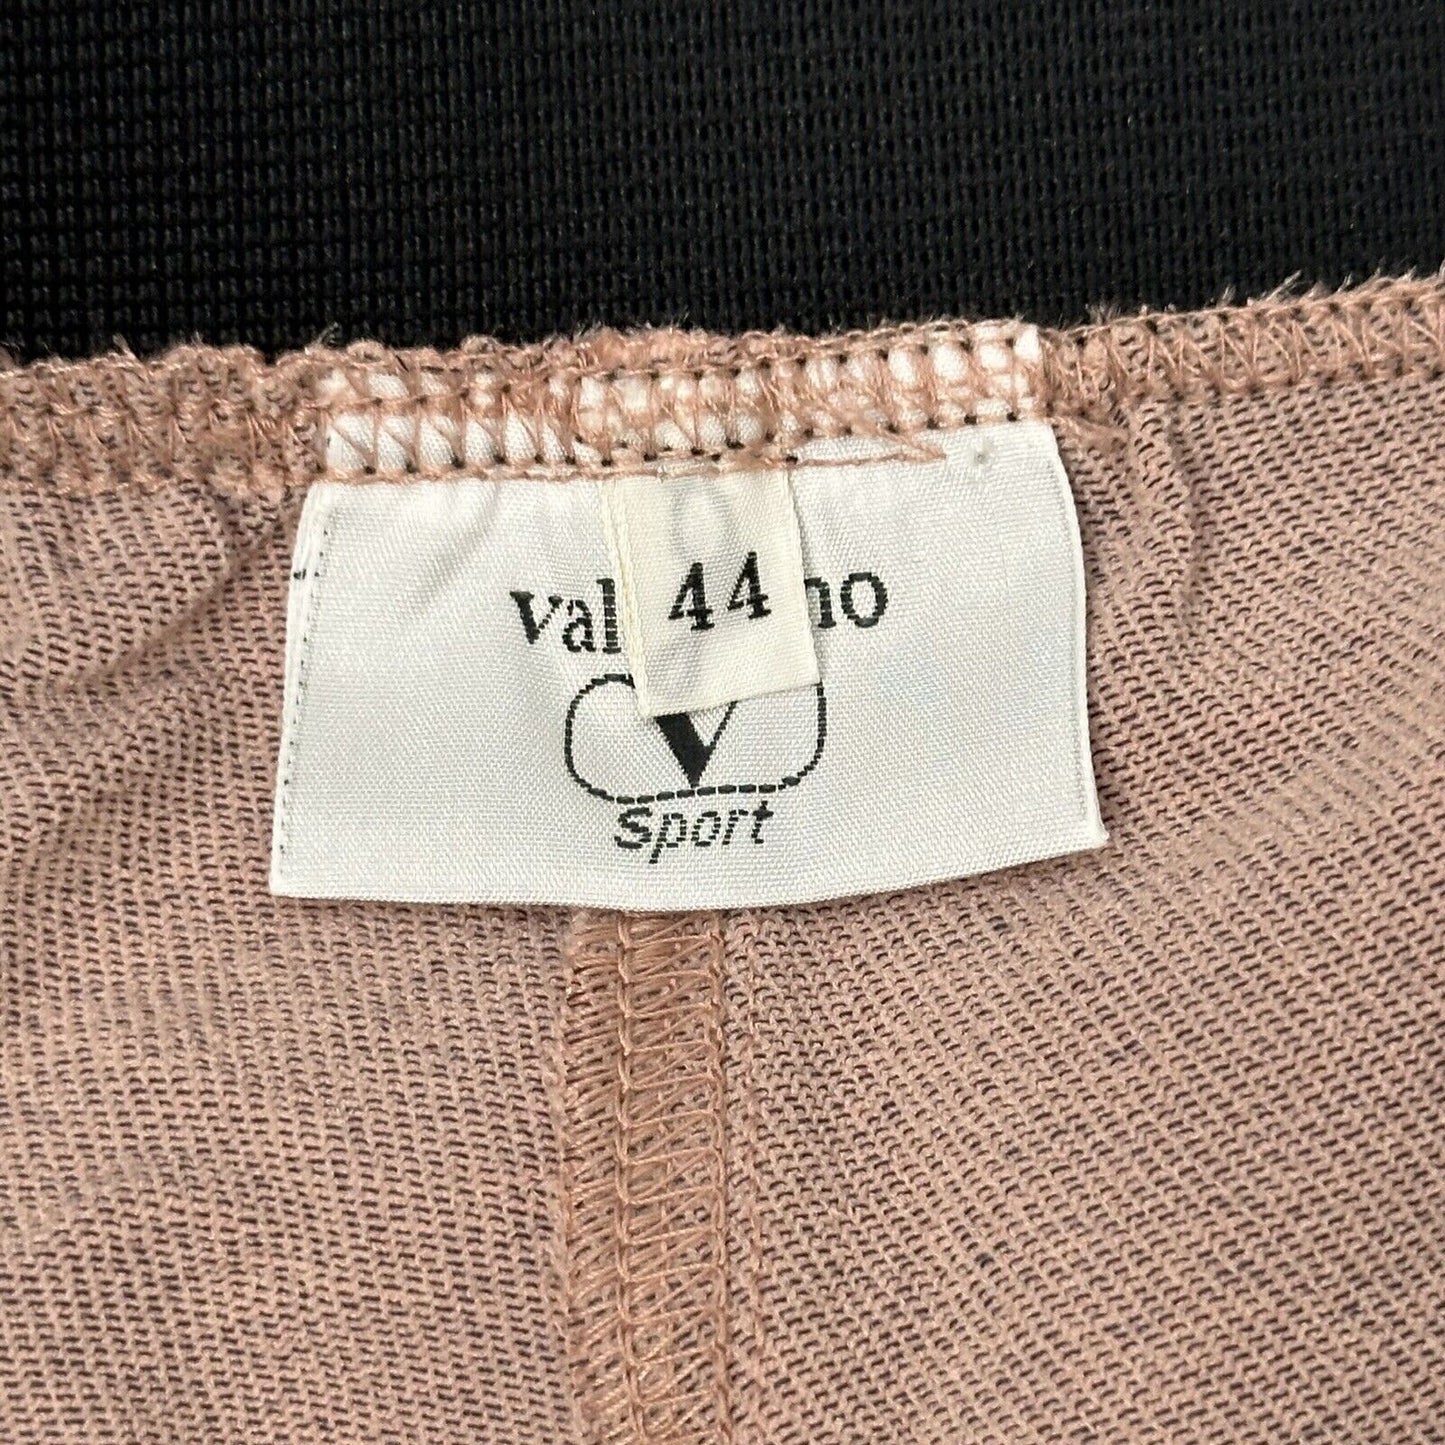 val 44 no
V
Sport